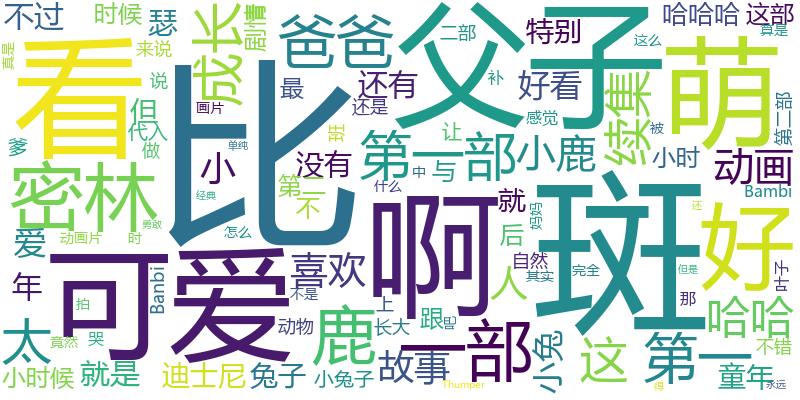 不过
时候
瑟
成长
剧情
爸爸
父子
二部
特别
哈哈哈
这部
真是
真是
来说
看
比
最
还有
画片
还是
好看
补
这么
续集
萌
第二部
说
但
代入
做
爹
班
单纯
小
没有
第一部
与
让
感觉
小鹿
被
小时
动画
密林
第二
不
经典
中
什么
啊
就
斑
妈妈
Bambi
好
还
爱
动画片
时
勇敢
怎么
后
人
自然
其实
完全
但是
那
叶子
年
可爱
Banbi
喜欢
不是
上
拍
鹿
动物
长大
跟
一部
小兔
这
第一
哈哈
不错
太
竟然
哭
小时候
就是
迪士尼
兔子
小兔子
故事
Thumper
得
童年
永远